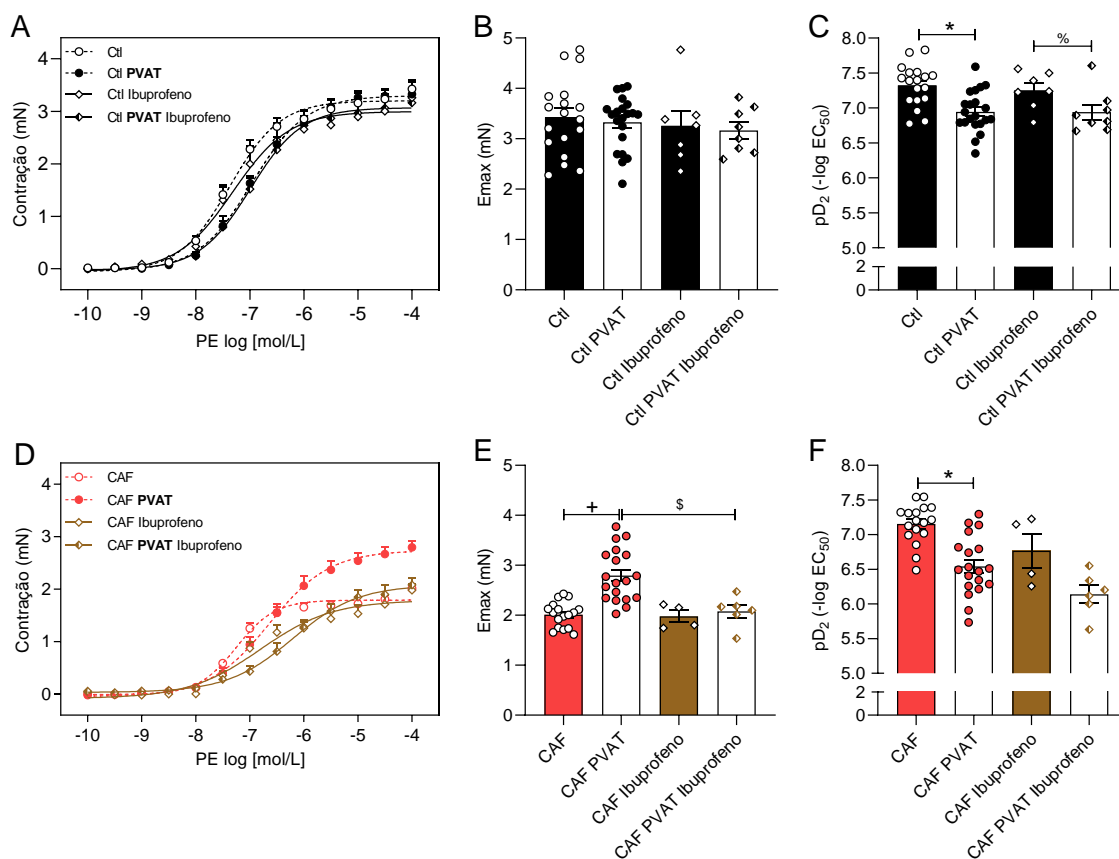 A
Ctl
Ctl PVAT
Ctl Ibuprofeno
Ctl PVAT Ibuprofeno
Contração (mN)
4
3
2
1
0
-10
-9
-8
-7
-6
-5
-4
PE log [mol/L]
B
Emax (mN)
5
4
3
2
1
0
Ctl
Ctl PVAT
Ctl Ibuprofeno
Ctl PVAT Ibuprofeno
C
pD2 (-log EC50)
8.0
7.5
7.0
6.5
6.0
5.5
5.0
2
0
*
%
Ctl
Ctl PVAT
Ctl Ibuprofeno
Ctl PVAT Ibuprofeno
D
CAF
CAF PVAT
CAF Ibuprofeno
CAF PVAT Ibuprofeno
Contração (mN)
4
3
2
1
0
-10
-9
-8
-7
-6
-5
-4
PE log [mol/L]
E
Emax (mN)
5
4
3
2
1
0
+
$
CAF
CAF PVAT
CAF Ibuprofeno
CAF PVAT Ibuprofeno
F
pD2 (-log EC50)
8.0
7.5
7.0
6.5
6.0
5.5
5.0
2
0
*
CAF
CAF PVAT
CAF Ibuprofeno
CAF PVAT Ibuprofeno